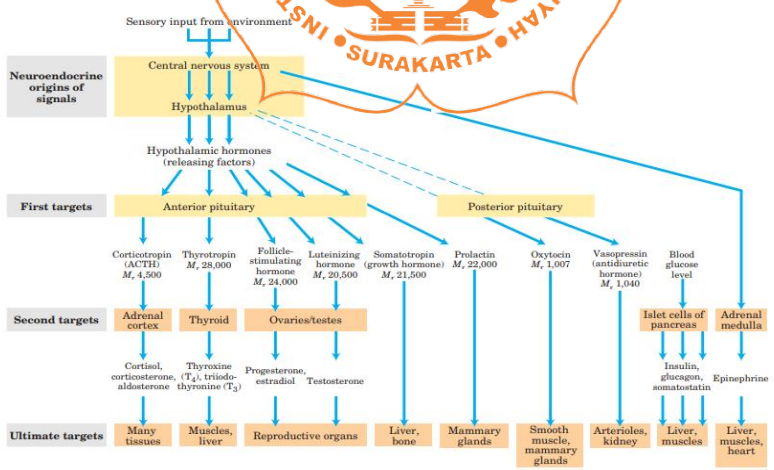 Sensory input from environment
INST
SURAKARTA
Neuroendocrine
origins of
signals
Central nervous system
Hypothalamus
Hypothalamic hormones
(releasing factors)
First targets
Anterior pituitary
Posterior pituitary
Corticotropin
(ACTH)
Mr 4,500
Thyrotropin
Mr 28,000
Follicle-
stimulating
hormone
Mr 24,000
Luteinizing
hormone
Mr 20,500
Somatotropin
(growth hormone)
Mr 21,500
Prolactin
Mr 22,000
Oxytocin
Mr 1,007
Vasopressin
(antidiuretic
hormone)
Mr 1,040
Blood
glucose
level
Second targets
Adrenal
cortex
Thyroid
Ovaries/testes
Islet cells of
pancreas
Adrenal
medulla
Cortisol,
corticosterone,
aldosterone
Thyroxine
(T4), triiodo-
thyronine (T3)
Progesterone,
estradiol
Testosterone
Insulin,
glucagon,
somatostatin
Epinephrine
Ultimate targets
Many
tissues
Muscles,
liver
Reproductive organs
Liver,
bone
Mammary
glands
Smooth
muscle,
mammary
glands
Arterioles,
kidney
Liver,
muscles
Liver,
muscles,
heart